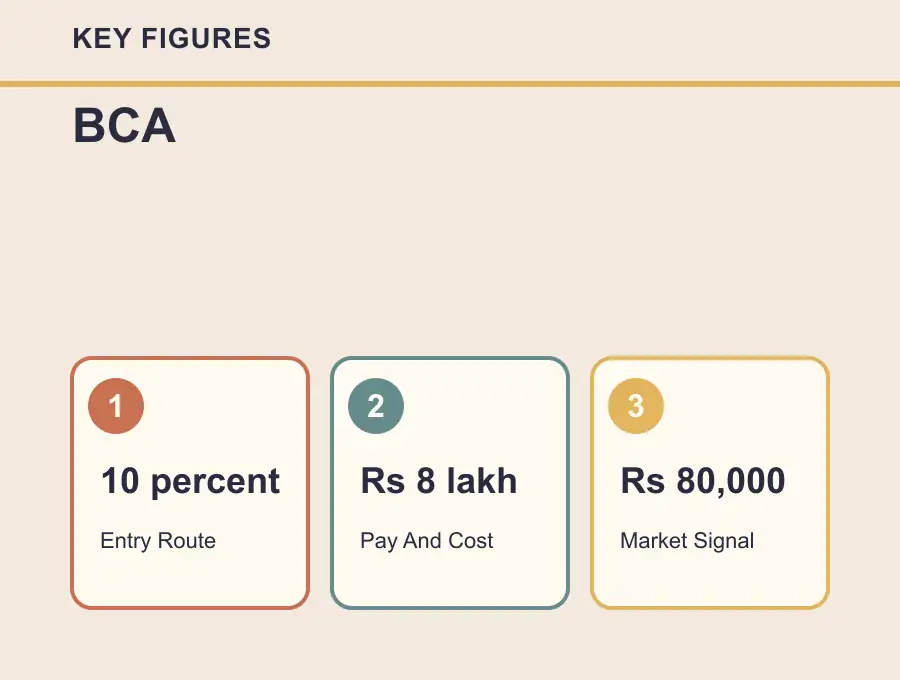 KEY FIGURES
BCA
1
10 percent
Entry Route
2
Rs 8 lakh
Pay And Cost
3
Rs 80,000
Market Signal